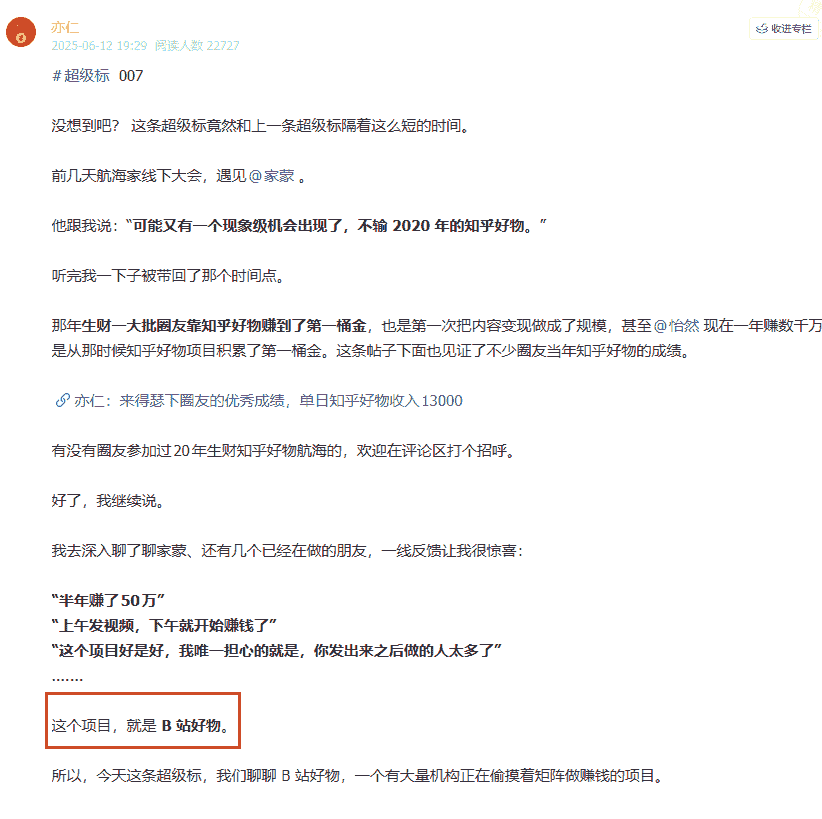 亦仁
2025-06-12 19:29 阅读人数 22727
收进专栏
#超级标 007
没想到吧？ 这条超级标竟然和上一条超级标隔着这么短的时间。
前几天航海家线下大会，遇见@家蒙 。
他跟我说：“可能又有一个现象级机会出现了，不输 2020 年的知乎好物。”
听完我一下子被带回了那个时间点。
那年生财一大批圈友靠知乎好物赚到了第一桶金，也是第一次把内容变现做成了规模，甚至@怡然 现在一年赚数千万
是从那时候知乎好物项目积累了第一桶金。这条帖子下面也见证了不少圈友当年知乎好物的成绩。
亦仁：来得瑟下圈友的优秀成绩，单日知乎好物收入13000
有没有圈友参加过20年生财知乎好物航海的，欢迎在评论区打个招呼。
好了，我继续说。
我去深入聊了聊家蒙、还有几个已经在做的朋友，一线反馈让我很惊喜：
“半年赚了50万”
“上午发视频，下午就开始赚钱了”
“这个项目好是好，我唯一担心的就是，你发出来之后做的人太多了”
.......
这个项目，就是 B 站好物。
所以，今天这条超级标，我们聊聊 B 站好物，一个有大量机构正在偷摸着矩阵做赚钱的项目。